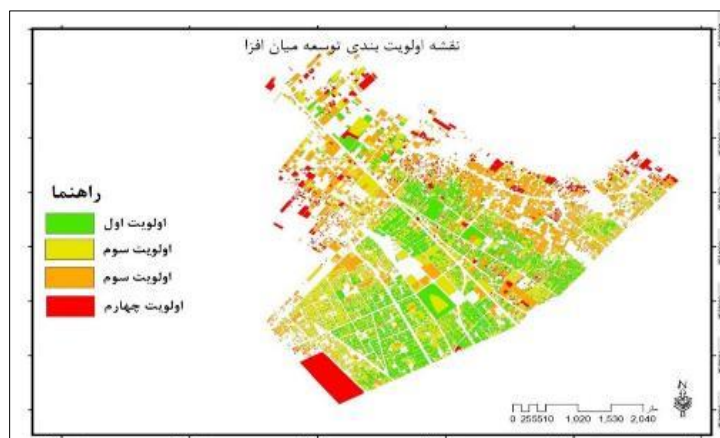 نقشه اولویت بندی توسعه میان افزا
راهنما
اولویت اول
اولویت سوم
اولویت سوم
اولویت چهارم
N
0 255510 1,020 1,530 2,040